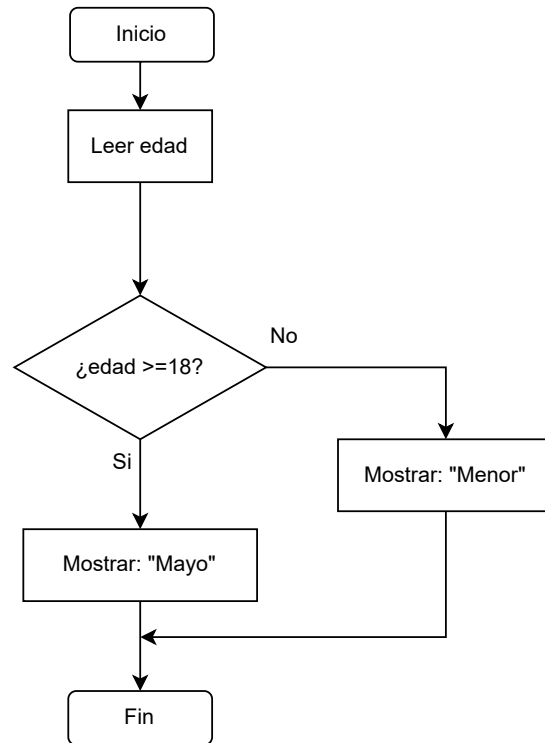 Inicio
Leer edad
¿edad >=18?
No
Si
Mostrar: "Menor"
Mostrar: "Mayo"
Fin